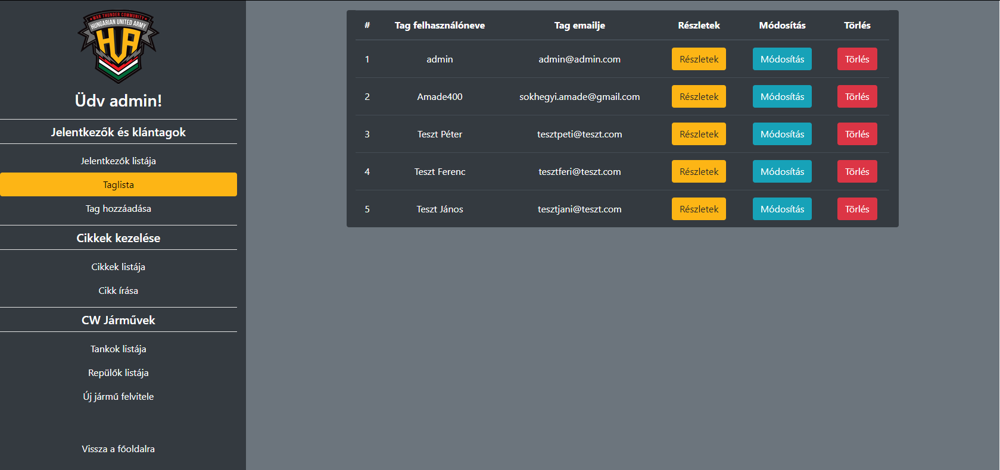 WAR THUNDER COMMUNITY
HUNGARIAN UNITED ARMY
HUA
Üdv admin!
Jelentkezők és klántagok
Jelentkezők listája
Taglista
Tag hozzáadása
Cikkek kezelése
Cikkek listája
Cikk írása
CW Járművek
Tankok listája
Repülők listája
Új jármű felvitele
Vissza a főoldalra
# Tag felhasználóneve Tag emailje Részletek Módosítás Törlés
1 admin admin@admin.com Részletek Módosítás Törlés
2 Amade400 sokhegyi.amade@gmail.com Részletek Módosítás Törlés
3 Teszt Péter tesztpeti@teszt.com Részletek Módosítás Törlés
4 Teszt Ferenc tesztferi@teszt.com Részletek Módosítás Törlés
5 Teszt János tesztjani@teszt.com Részletek Módosítás Törlés